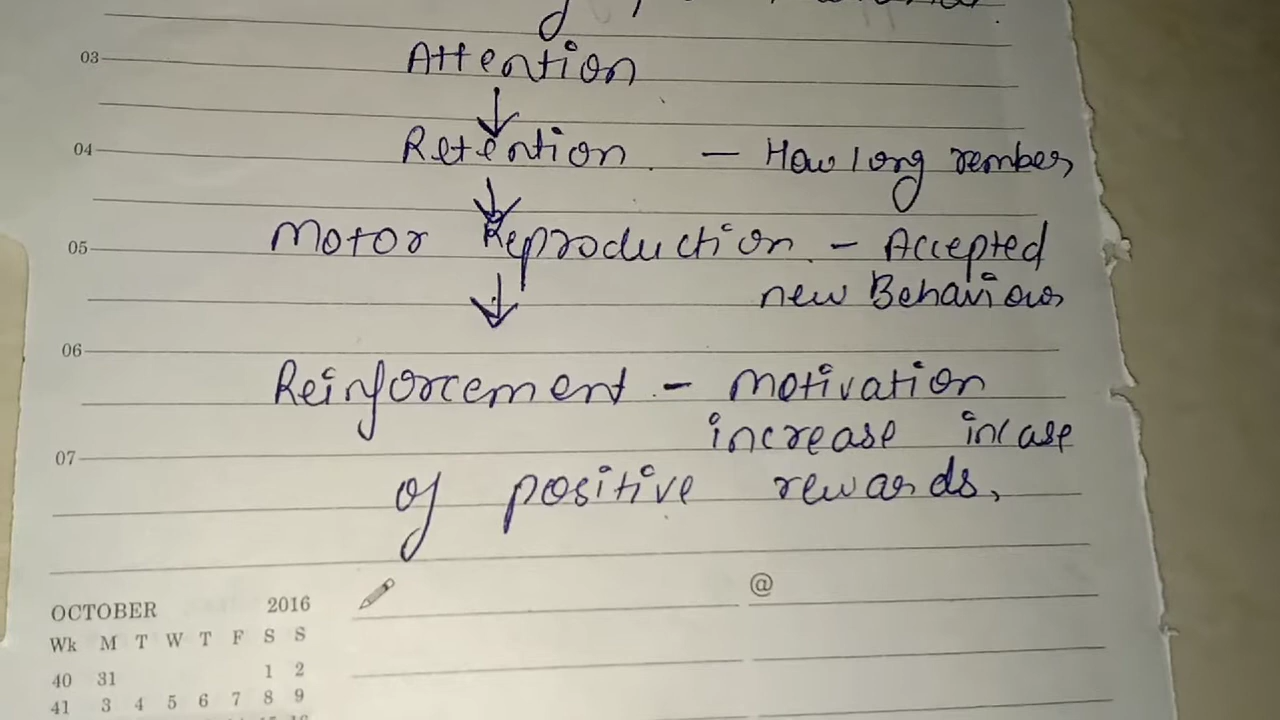 03
Attention
↓
04 Retention - How long rember
↓
05 Motor Reproduction - Accepted
new Behaviour
↓
06
Reinforcement - motivation
increase incase
07
of positive rewards.
@
OCTOBER 2016
Wk M T W T F S S
40 31 1 2
41 3 4 5 6 7 8 9